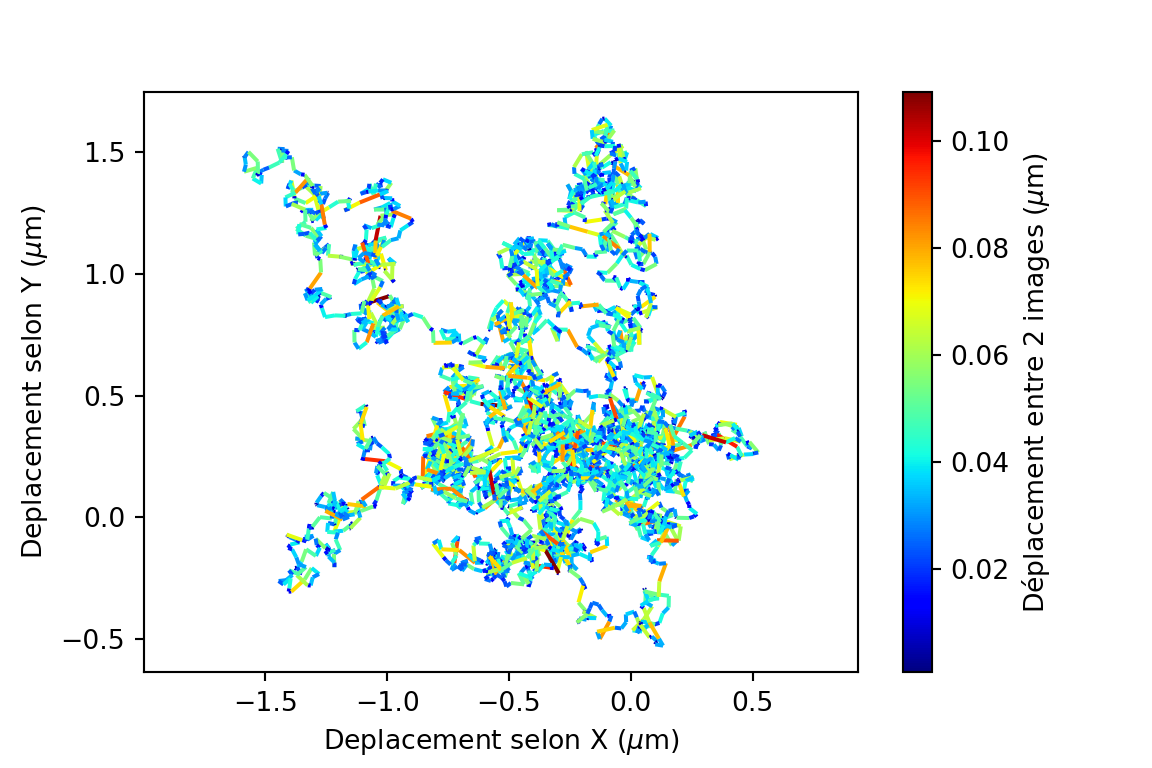 1.5
1.0
0.5
0.0
−0.5
Deplacement selon Y (μm)
−1.5 −1.0 −0.5 0.0 0.5
Deplacement selon X (μm)
0.10
0.08
0.06
0.04
0.02
Déplacement entre 2 images (μm)